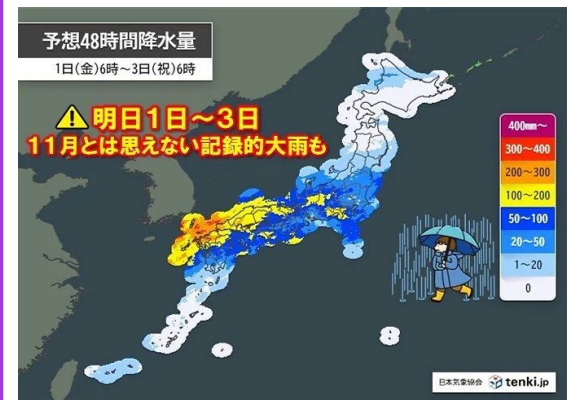 予想48時間降水量
1日(金)6時～3日(祝)6時
明日1日～3日
11月とは思えない記録的大雨も
400mm～
300～400
200～300
100～200
50～100
20～50
1～20
0
日本気象協会 tenki.jp